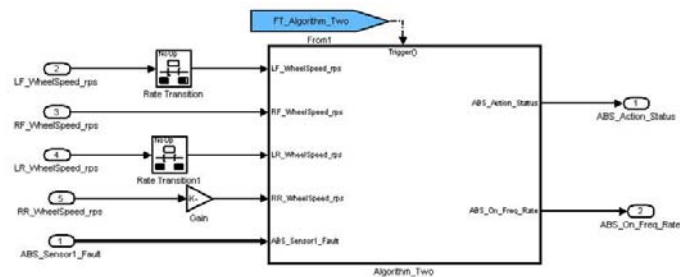 FT_Algorithm_Two
From1
Trigger()
2
LF_WheelSpeed_rps
Rate Transition
LF_WheelSpeed_rps
3
RF_WheelSpeed_rps
RF_WheelSpeed_rps
ABS_Action_Status
1
ABS_Action_Status
4
LR_WheelSpeed_rps
Rate Transition1
LR_WheelSpeed_rps
5
RR_WheelSpeed_rps
K-
Gain
RR_WheelSpeed_rps
ABS_On_Freq_Rate
2
ABS_On_Freq_Rate
1
ABS_Sensor1_Fault
ABS_Sensor1_Fault
Algorithm_Two